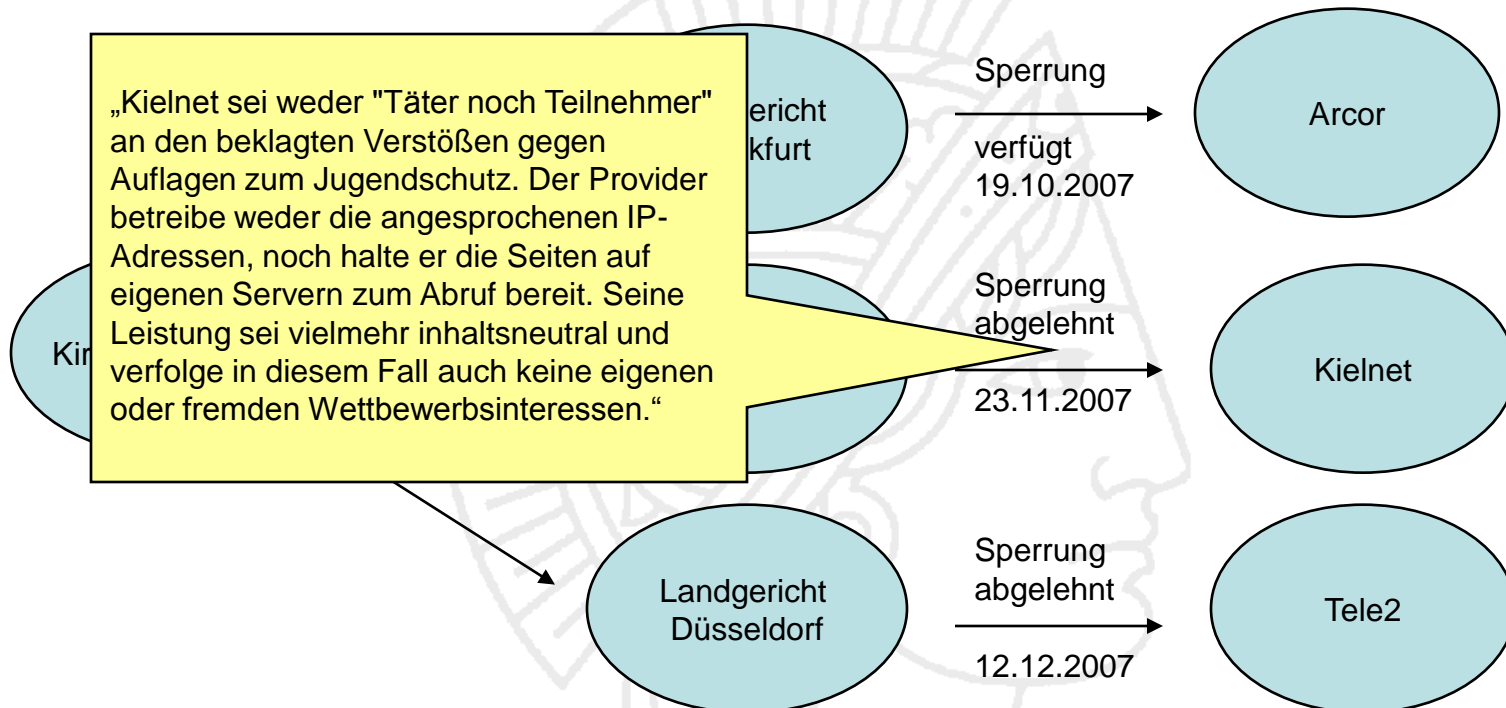 „Kielnet sei weder "Täter noch Teilnehmer"
an den beklagten Verstößen gegen
Auflagen zum Jugendschutz. Der Provider
betreibe weder die angesprochenen IP-
Adressen, noch halte er die Seiten auf
eigenen Servern zum Abruf bereit. Seine
Leistung sei vielmehr inhaltsneutral und
verfolge in diesem Fall auch keine eigenen
oder fremden Wettbewerbsinteressen.“
Sperrung
verfügt
19.10.2007
Arcor
Sperrung
abgelehnt
23.11.2007
Kielnet
Landgericht
Düsseldorf
Sperrung
abgelehnt
12.12.2007
Tele2